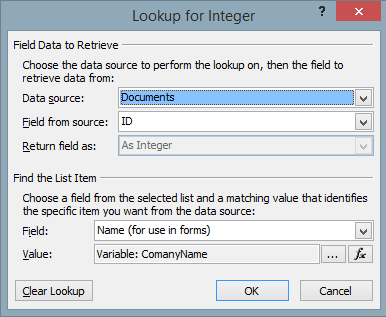 Lookup for Integer ? ×
Field Data to Retrieve
Choose the data source to perform the lookup on, then the field to
retrieve data from:
Data source: Documents
Field from source: ID
Return field as: As Integer
Find the List Item
Choose a field from the selected list and a matching value that identifies
the specific item you want from the data source:
Field: Name (for use in forms)
Value: Variable: ComanyName ... fx
Clear Lookup OK Cancel